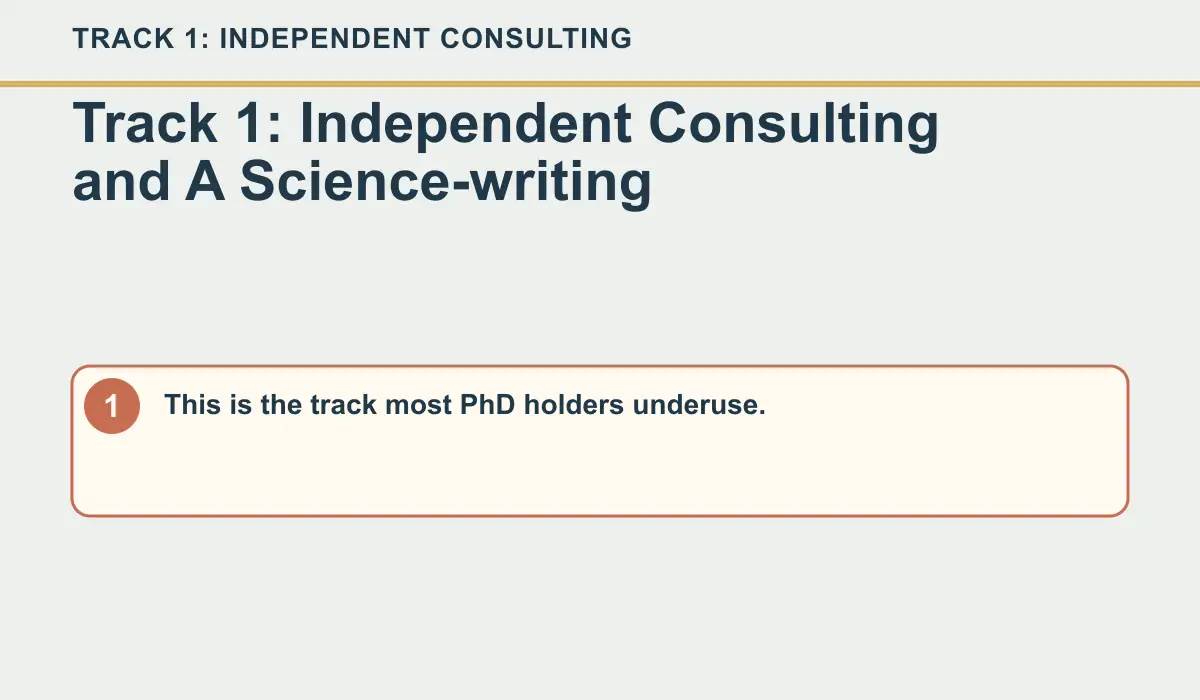 TRACK 1: INDEPENDENT CONSULTING
Track 1: Independent Consulting
and A Science-writing
1
This is the track most PhD holders underuse.